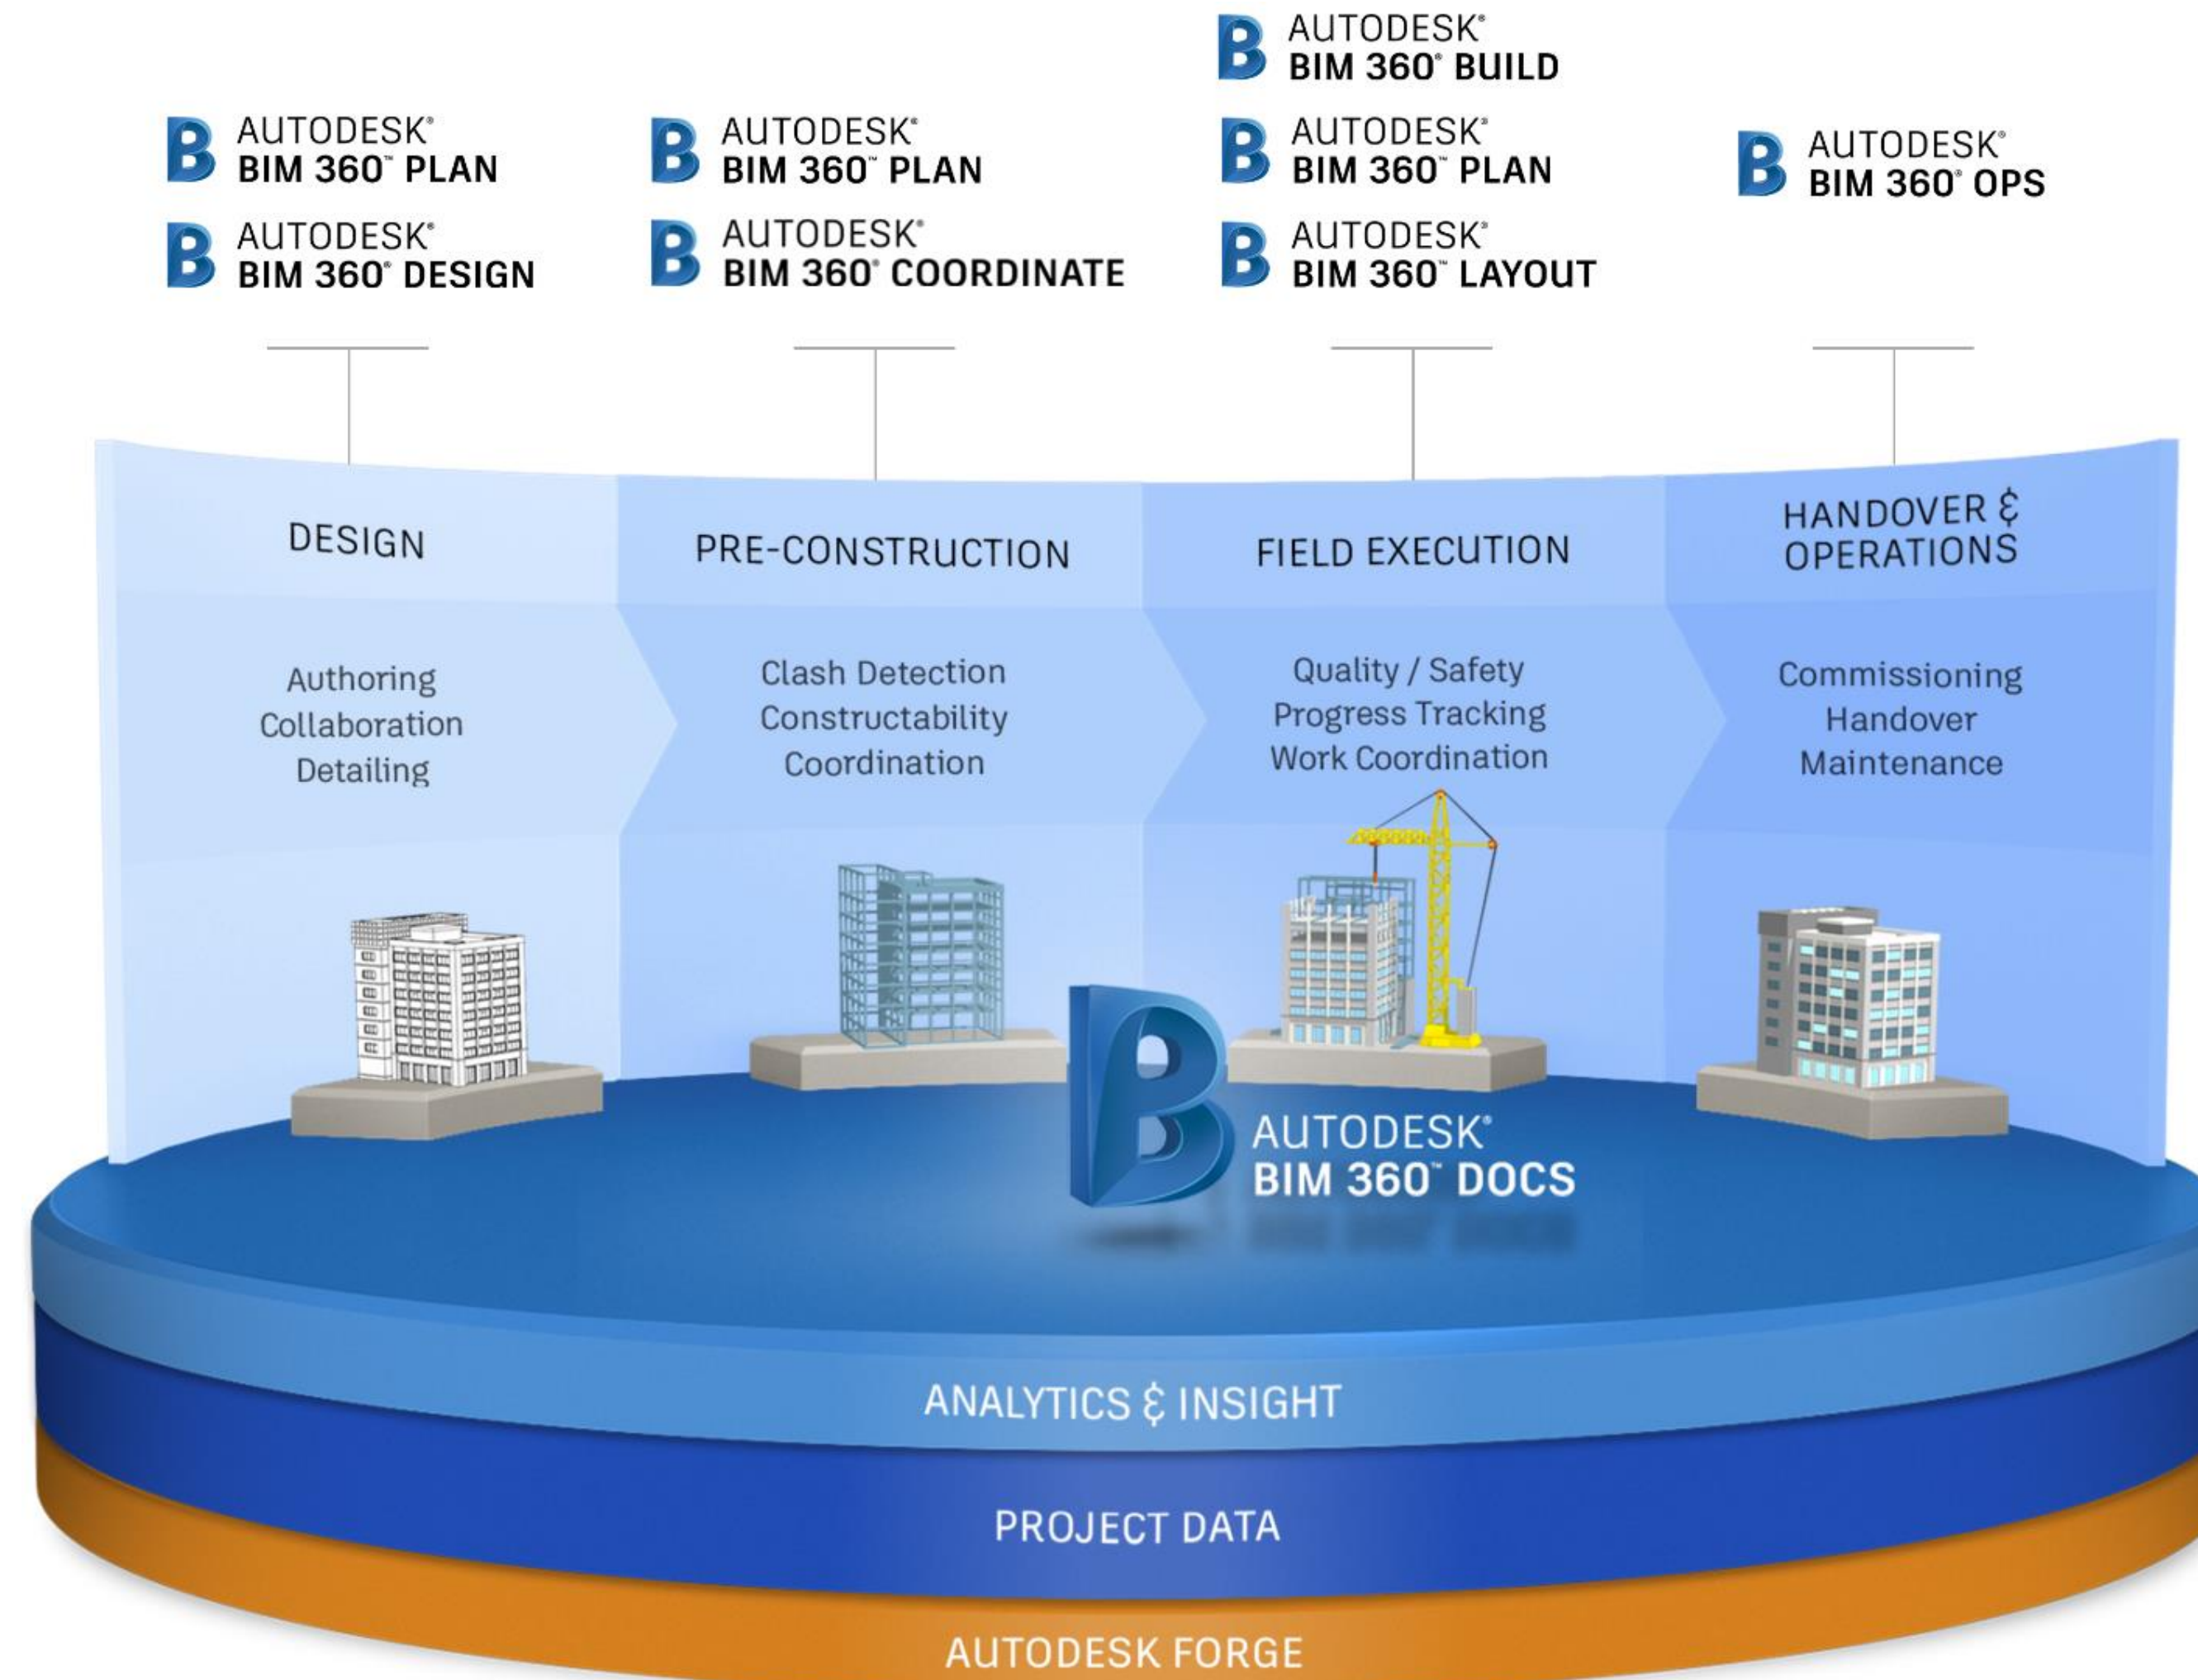 AUTODESK®
BIM 360™ PLAN
AUTODESK®
BIM 360® DESIGN
AUTODESK®
BIM 360™ PLAN
AUTODESK®
BIM 360® COORDINATE
AUTODESK®
BIM 360® BUILD
AUTODESK®
BIM 360™ PLAN
AUTODESK®
BIM 360™ LAYOUT
AUTODESK®
BIM 360® OPS
DESIGN
Authoring
Collaboration
Detailing
PRE-CONSTRUCTION
Clash Detection
Constructability
Coordination
FIELD EXECUTION
Quality / Safety
Progress Tracking
Work Coordination
HANDOVER &
OPERATIONS
Commissioning
Handover
Maintenance
AUTODESK®
BIM 360™ DOCS
ANALYTICS & INSIGHT
PROJECT DATA
AUTODESK FORGE